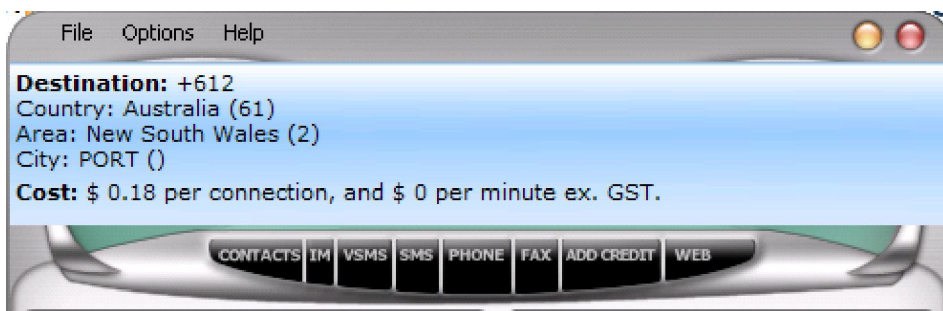 File Options Help
Destination: +612
Country: Australia (61)
Area: New South Wales (2)
City: PORT ()
Cost: $ 0.18 per connection, and $ 0 per minute ex. GST.
CONTACTS IM VSMS SMS PHONE FAX ADD CREDIT WEB